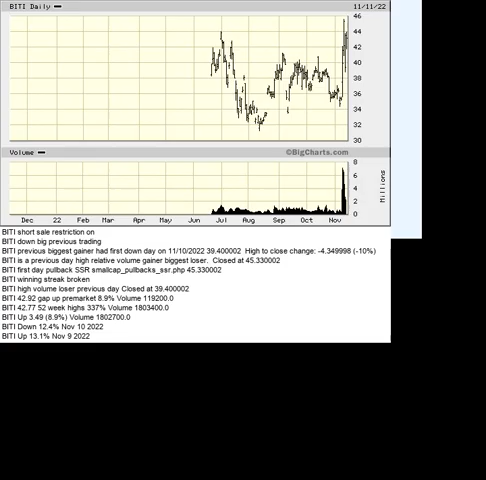 BITI Daily
11/11/22
46
44
42
40
38
36
34
32
30
Volume
©BigCharts.com
8
6
4
2
0
Millions
Dec 22 Feb Mar Apr May Jun Jul Aug Sep Oct Nov
BITI short sale restriction on
BITI down big previous trading
BITI previous biggest gainer had first down day on 11/10/2022 39.400002 High to close change: -4.349998 (-10%)
BITI is a previous day high relative volume gainer biggest loser. Closed at 45.330002
BITI first day pullback SSR smallcap_pullbacks_ssr.php 45.330002
BITI winning streak broken
BITI high volume loser previous day Closed at 39.400002
BITI 42.92 gap up premarket 8.9% Volume 119200.0
BITI 42.77 52 week highs 337% Volume 1803400.0
BITI Up 3.49 (8.9%) Volume 1802700.0
BITI Down 12.4% Nov 10 2022
BITI Up 13.1% Nov 9 2022